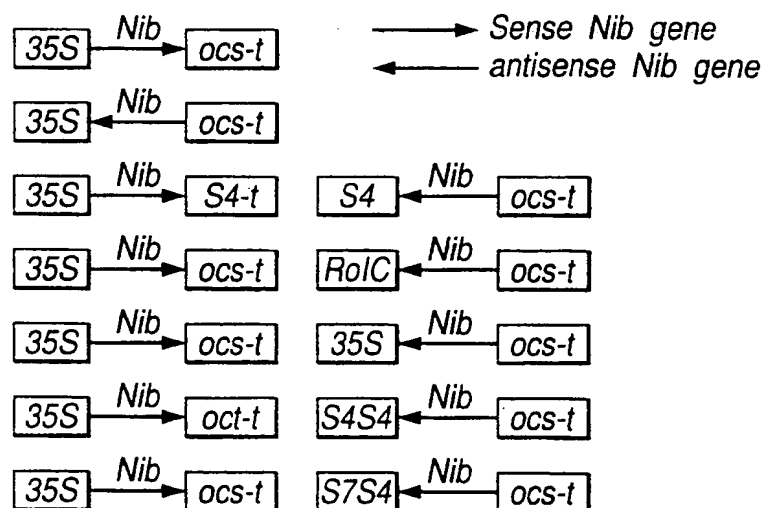 Nib
35S ocs-t
Sense Nib gene
antisense Nib gene
Nib
35S ocs-t
Nib Nib
35S S4-t S4 ocs-t
Nib Nib
35S ocs-t RolC ocs-t
Nib Nib
35S ocs-t 35S ocs-t
Nib Nib
35S oct-t S4S4 ocs-t
Nib Nib
35S ocs-t S7S4 ocs-t